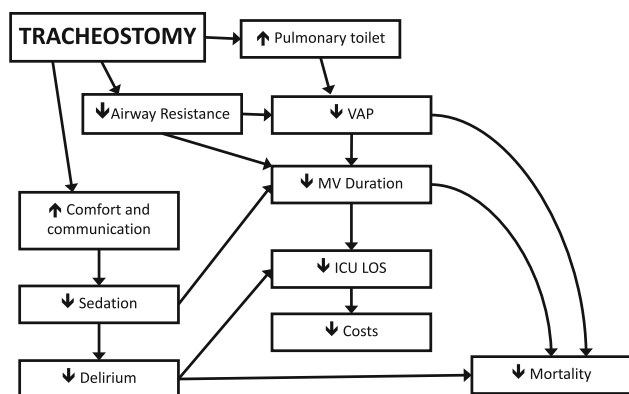 TRACHEOSTOMY
↑ Pulmonary toilet
↓ Airway Resistance
↓ VAP
↓ MV Duration
↑ Comfort and
communication
↓ ICU LOS
↓ Sedation
↓ Costs
↓ Delirium
↓ Mortality